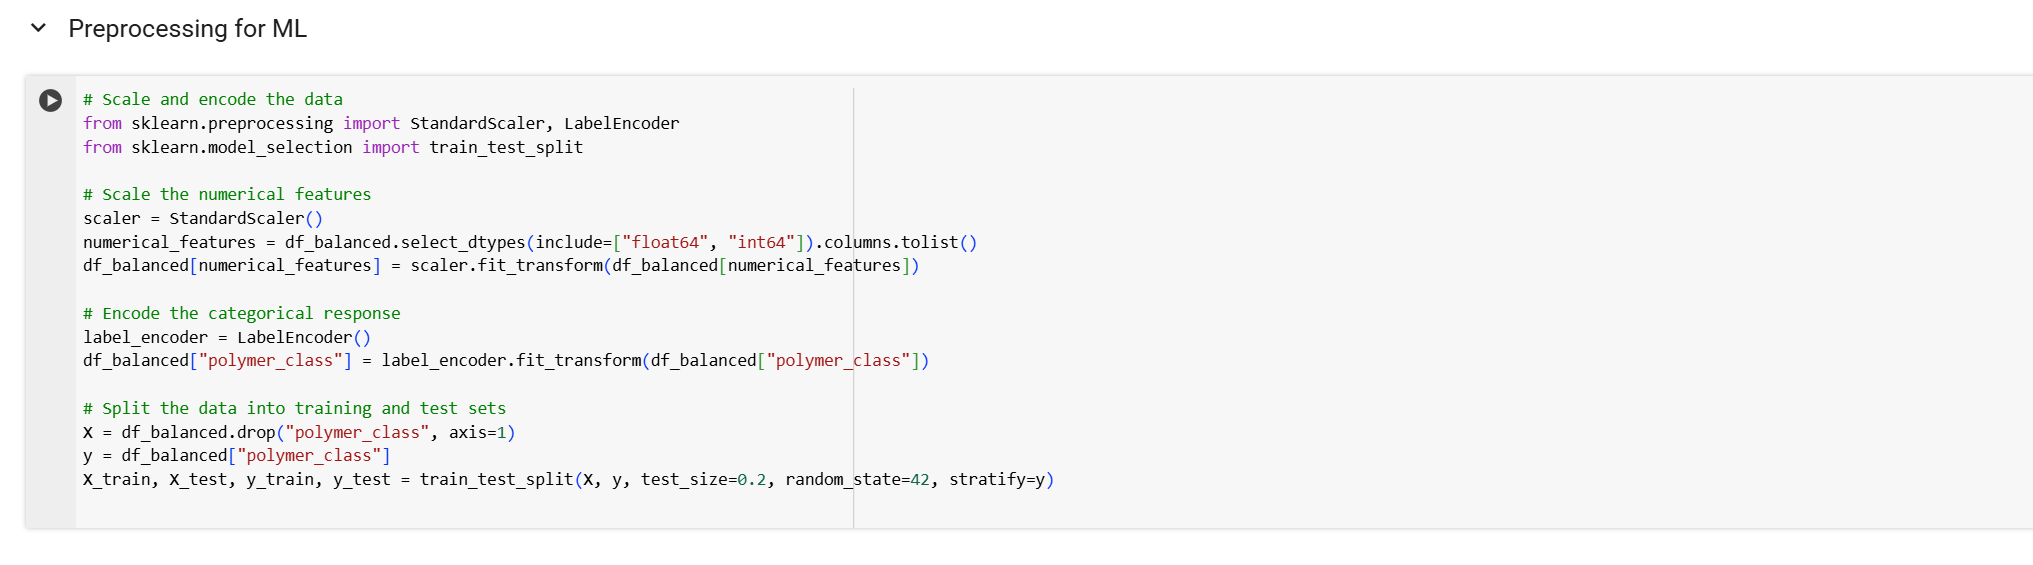 Preprocessing for ML
# Scale and encode the data
from sklearn.preprocessing import StandardScaler, LabelEncoder
from sklearn.model_selection import train_test_split
# Scale the numerical features
scaler = StandardScaler()
numerical_features = df_balanced.select_dtypes(include=["float64", "int64"]).columns.tolist()
df_balanced[numerical_features] = scaler.fit_transform(df_balanced[numerical_features])
# Encode the categorical response
label_encoder = LabelEncoder()
df_balanced["polymer_class"] = label_encoder.fit_transform(df_balanced["polymer_class"])
# Split the data into training and test sets
X = df_balanced.drop("polymer_class", axis=1)
y = df_balanced["polymer_class"]
X_train, X_test, y_train, y_test = train_test_split(X, y, test_size=0.2, random_state=42, stratify=y)